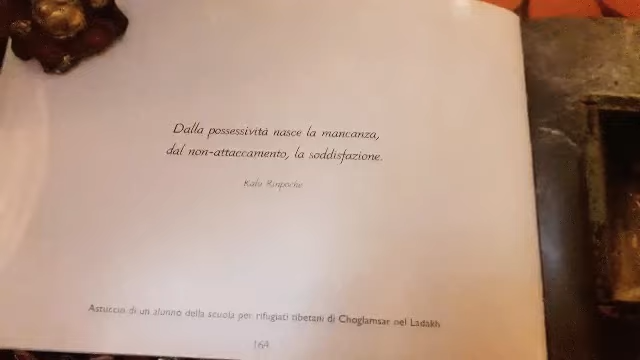 Dalla possessività nasce la mancanza,
dal non-attaccamento, la soddisfazione.
Kalu Rinpoche
Astuccio di un alunno della scuola per rifugiati tibetani di Choglamsar nel Ladakh
164